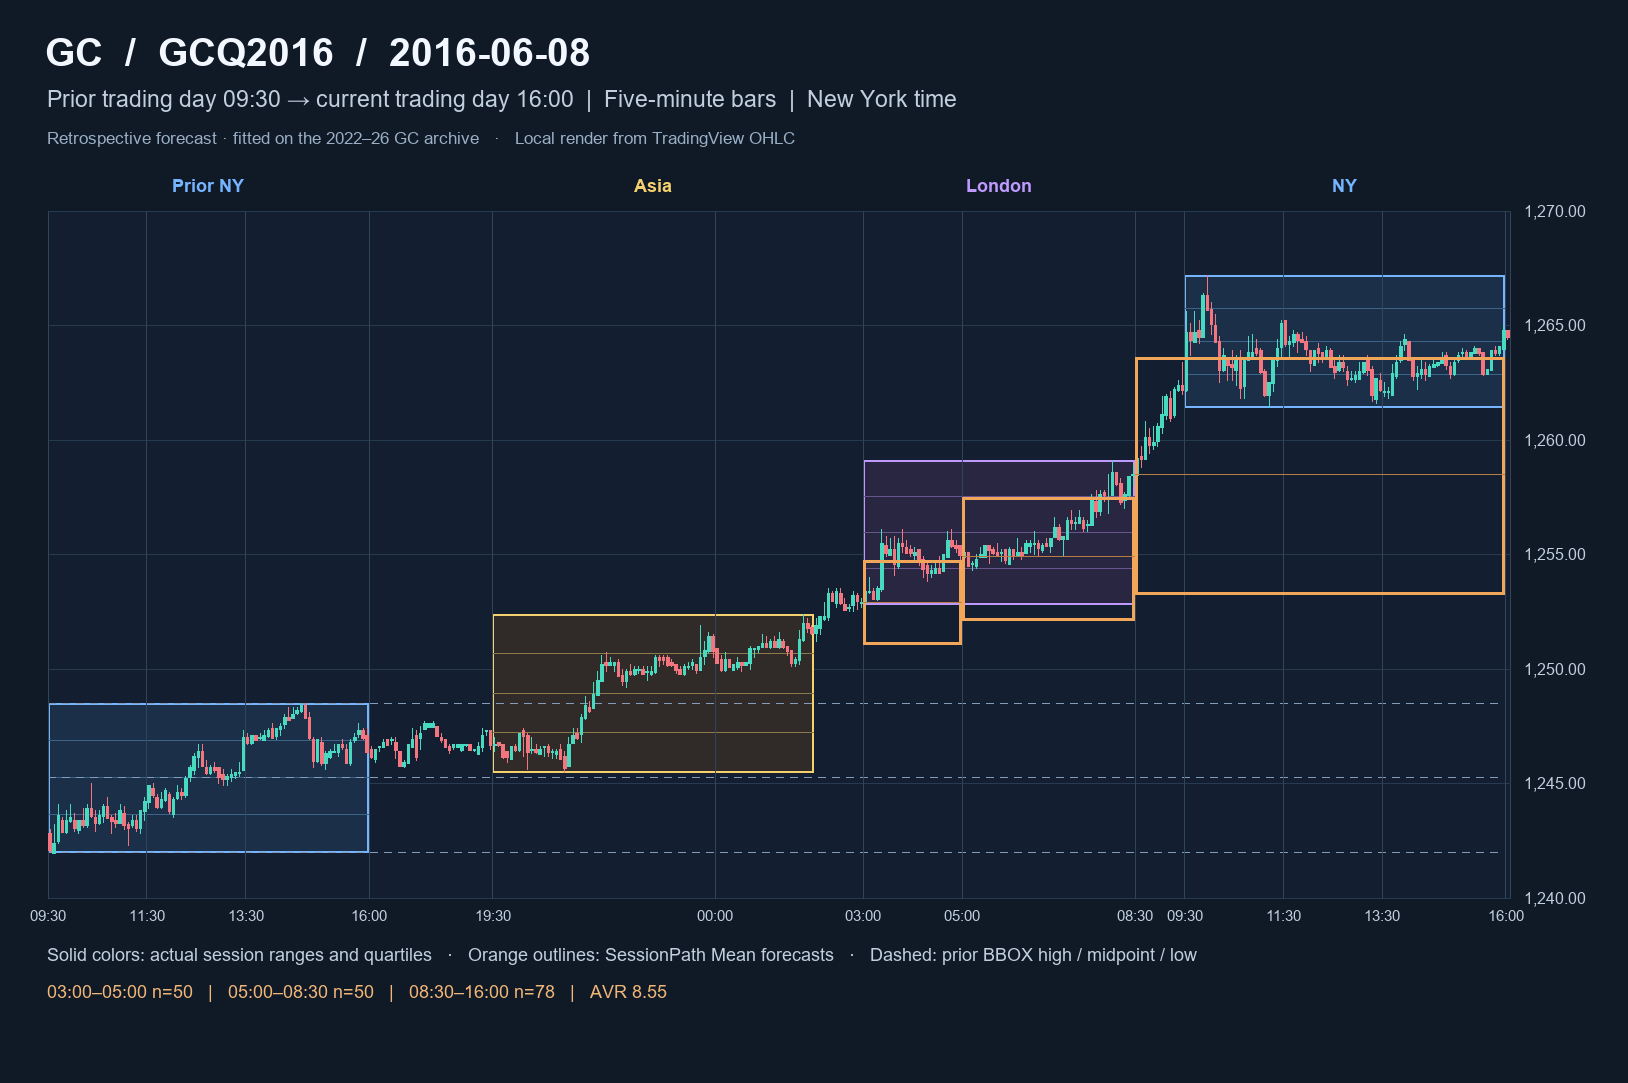 GC / GCQ2016 / 2016-06-08
Prior trading day 09:30 → current trading day 16:00 | Five-minute bars | New York time
Retrospective forecast · fitted on the 2022–26 GC archive · Local render from TradingView OHLC
Prior NY Asia London NY
1,270.00
1,265.00
1,260.00
1,255.00
1,250.00
1,245.00
1,240.00
09:30 11:30 13:30 16:00 19:30 00:00 03:00 05:00 08:30 09:30 11:30 13:30 16:00
Solid colors: actual session ranges and quartiles · Orange outlines: SessionPath Mean forecasts · Dashed: prior BBOX high / midpoint / low
03:00–05:00 n=50 | 05:00–08:30 n=50 | 08:30–16:00 n=78 | AVR 8.55